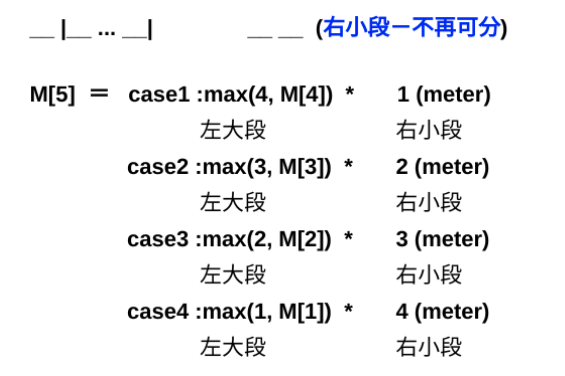 __ |__ ... __| __ __ (右小段－不再可分)
M[5] ＝ case1 :max(4, M[4]) * 1 (meter)
左大段 右小段
case2 :max(3, M[3]) * 2 (meter)
左大段 右小段
case3 :max(2, M[2]) * 3 (meter)
左大段 右小段
case4 :max(1, M[1]) * 4 (meter)
左大段 右小段